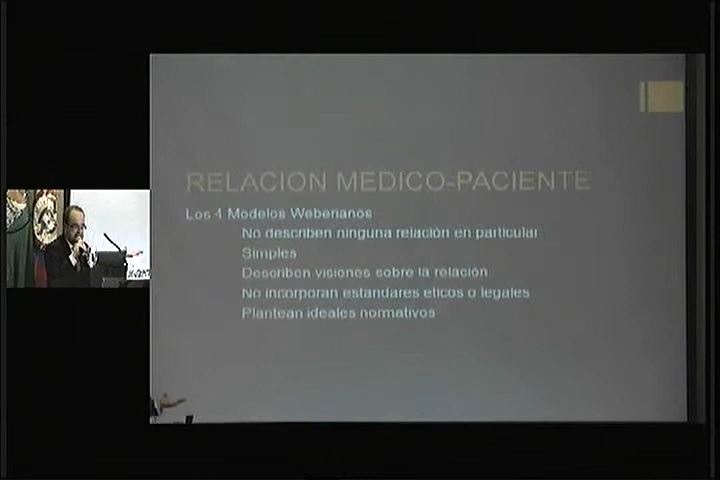 RELACION MEDICO-PACIENTE
Los 4 Modelos Weberianos
No describen ninguna relación en particular
Simples
Describen visiones sobre la relación
No incorporan estandares eticos o legales
Plantean ideales normativos